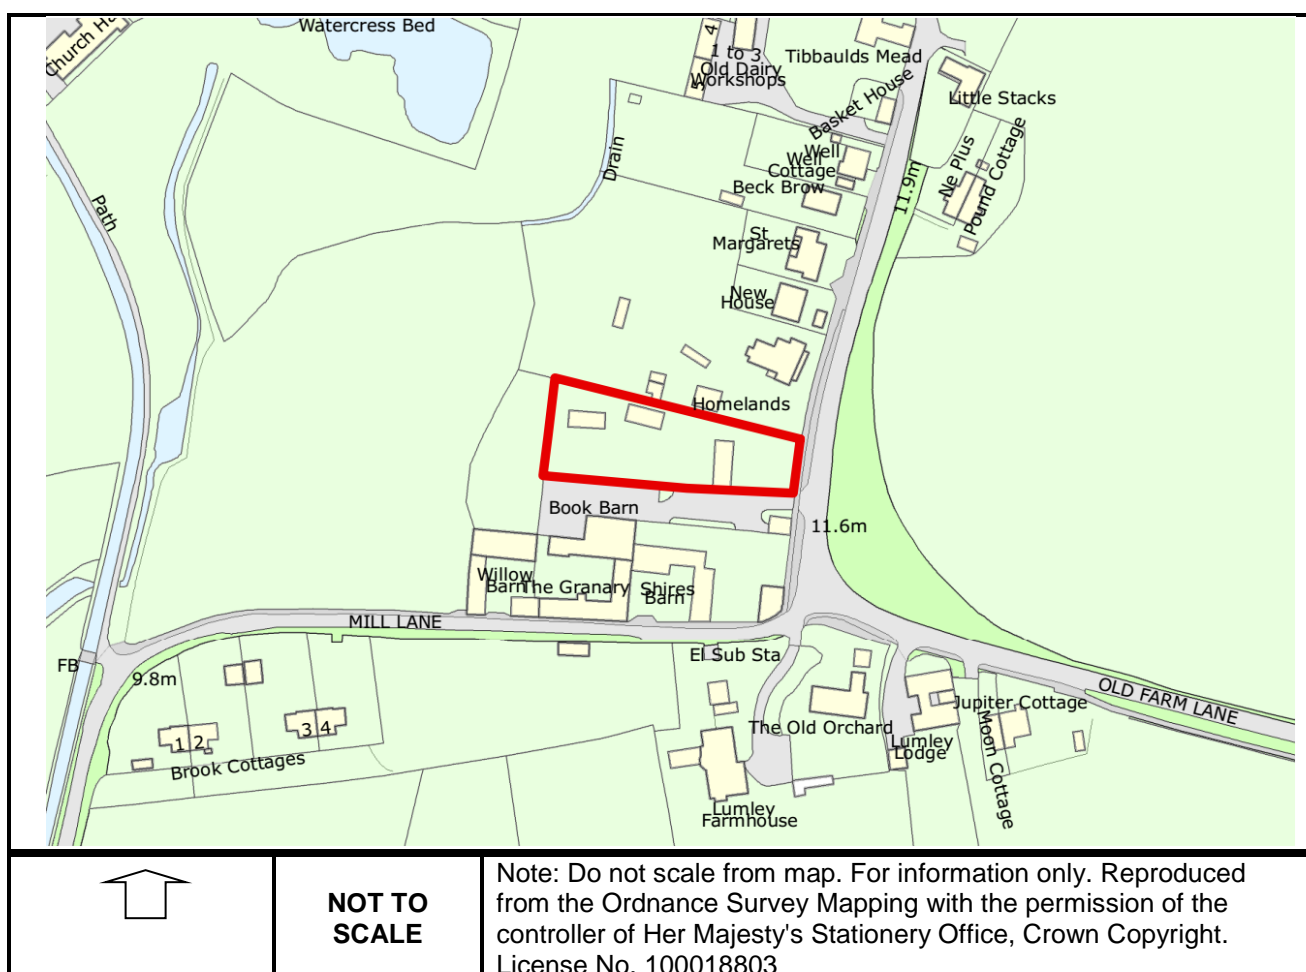 Church H
Watercress Bed
4
1 to 3
Old Dairy
Workshops
5
Tibbaulds Mead
Basket House
Little Stacks
Drain
Well
Well
Cottage
Beck Brow
11.9m
Ne Plus
Pound Cottage
Path
St
Margarets
New
House
Homelands
Book Barn
11.6m
Willow
Barn
The Granary
Shires
Barn
MILL LANE
El Sub Sta
FB
9.8m
1 2
3 4
Brook Cottages
The Old Orchard
Lumley
Lodge
Jupiter Cottage
Moon Cottage
OLD FARM LANE
Lumley
Farmhouse
NOT TO
SCALE
Note: Do not scale from map. For information only. Reproduced
from the Ordnance Survey Mapping with the permission of the
controller of Her Majesty's Stationery Office, Crown Copyright.
License No. 100018803